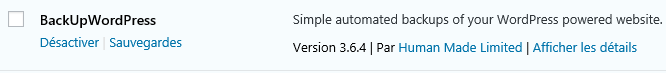 BackUpWordPress
Simple automated backups of your WordPress powered website.
Désactiver | Sauvegardes
Version 3.6.4 | Par Human Made Limited | Afficher les détails